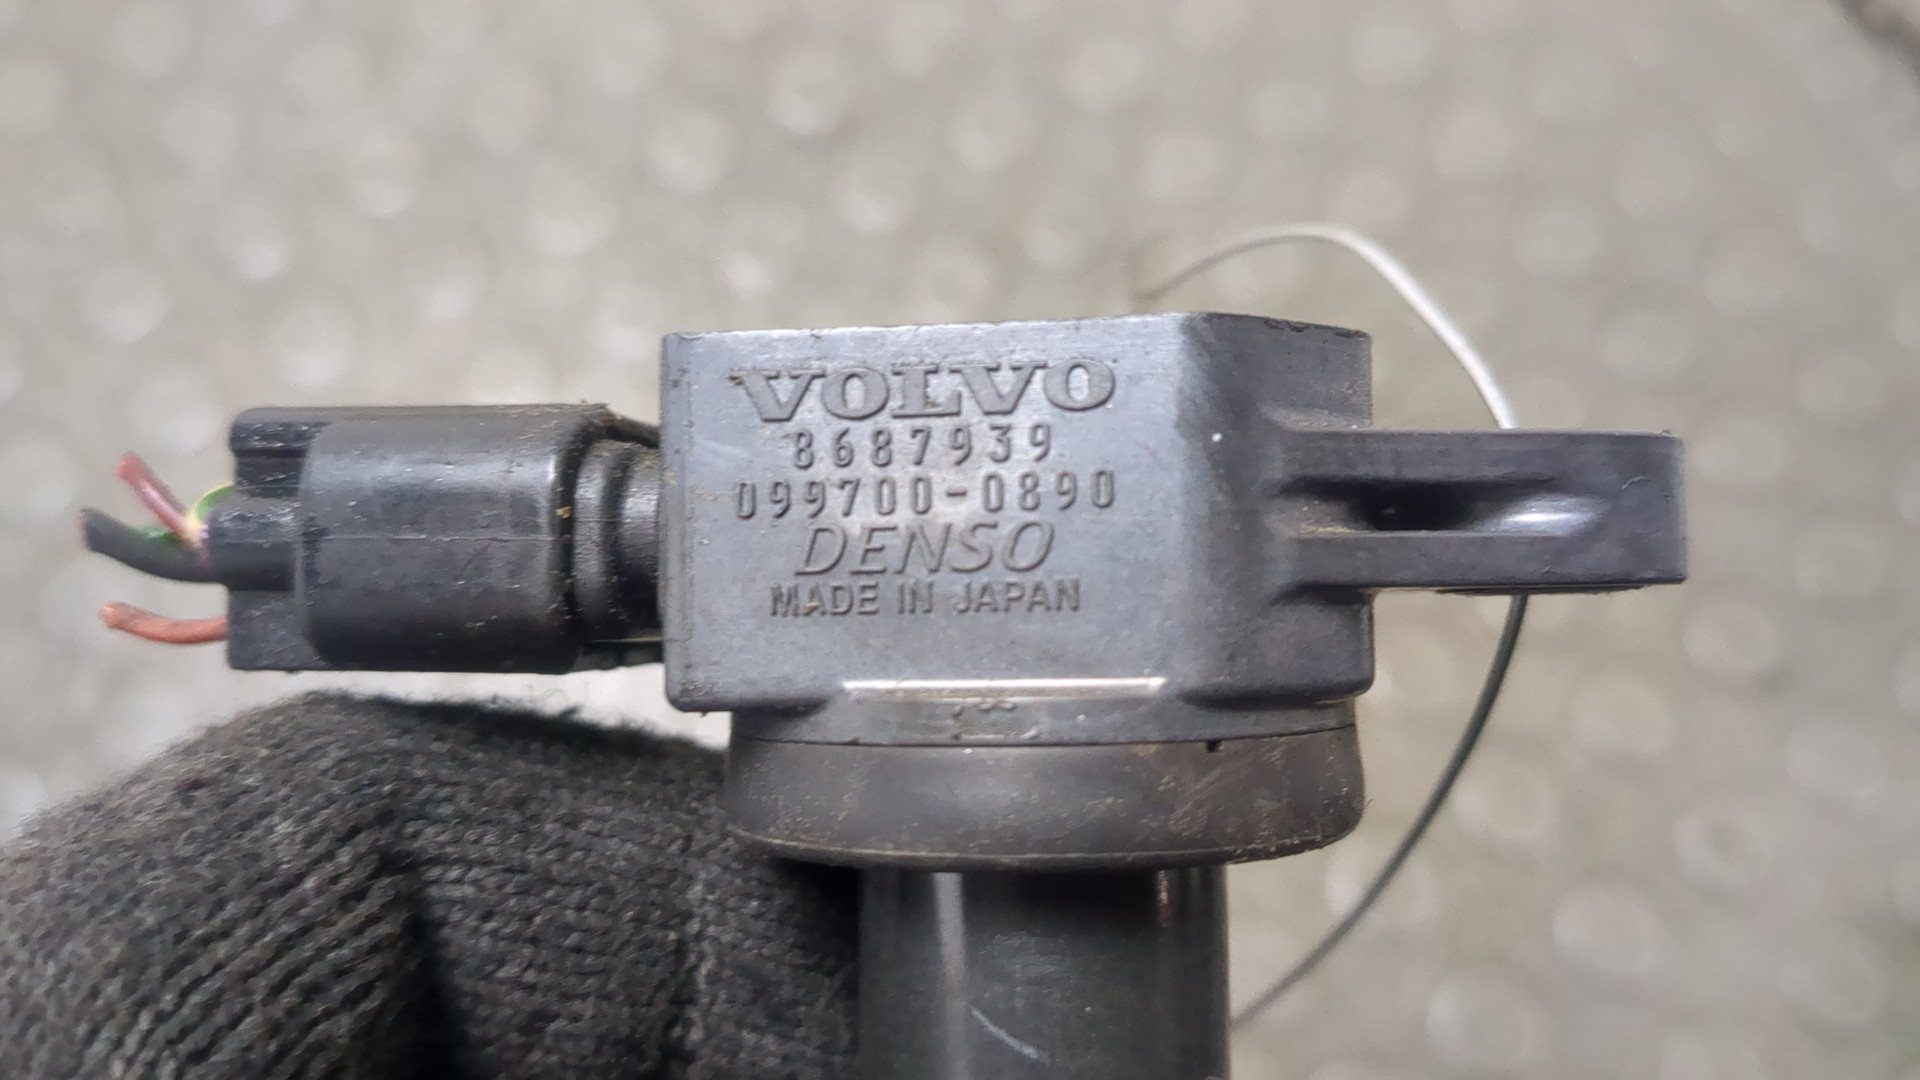 VOLVO
8687939
099700-0890
DENSO
MADE IN JAPAN